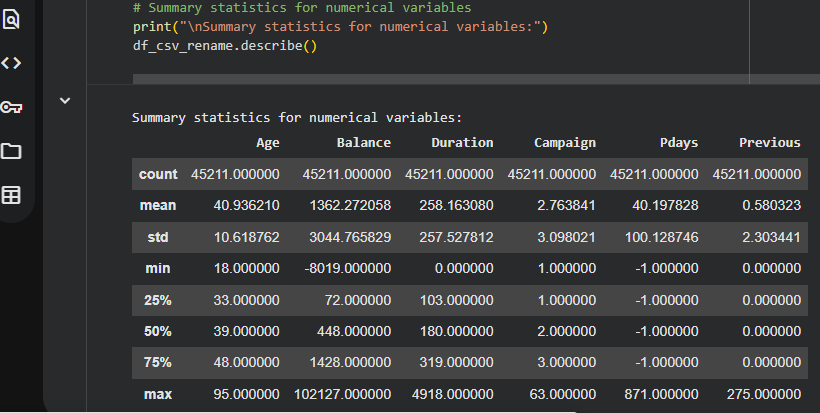 # Summary statistics for numerical variables
print("\nSummary statistics for numerical variables:")
df_csv_rename.describe()
Summary statistics for numerical variables:
Age Balance Duration Campaign Pdays Previous
count 45211.000000 45211.000000 45211.000000 45211.000000 45211.000000 45211.000000
mean 40.936210 1362.272058 258.163080 2.763841 40.197828 0.580323
std 10.618762 3044.765829 257.527812 3.098021 100.128746 2.303441
min 18.000000 -8019.000000 0.000000 1.000000 -1.000000 0.000000
25% 33.000000 72.000000 103.000000 1.000000 -1.000000 0.000000
50% 39.000000 448.000000 180.000000 2.000000 -1.000000 0.000000
75% 48.000000 1428.000000 319.000000 3.000000 -1.000000 0.000000
max 95.000000 102127.000000 4918.000000 63.000000 871.000000 275.000000